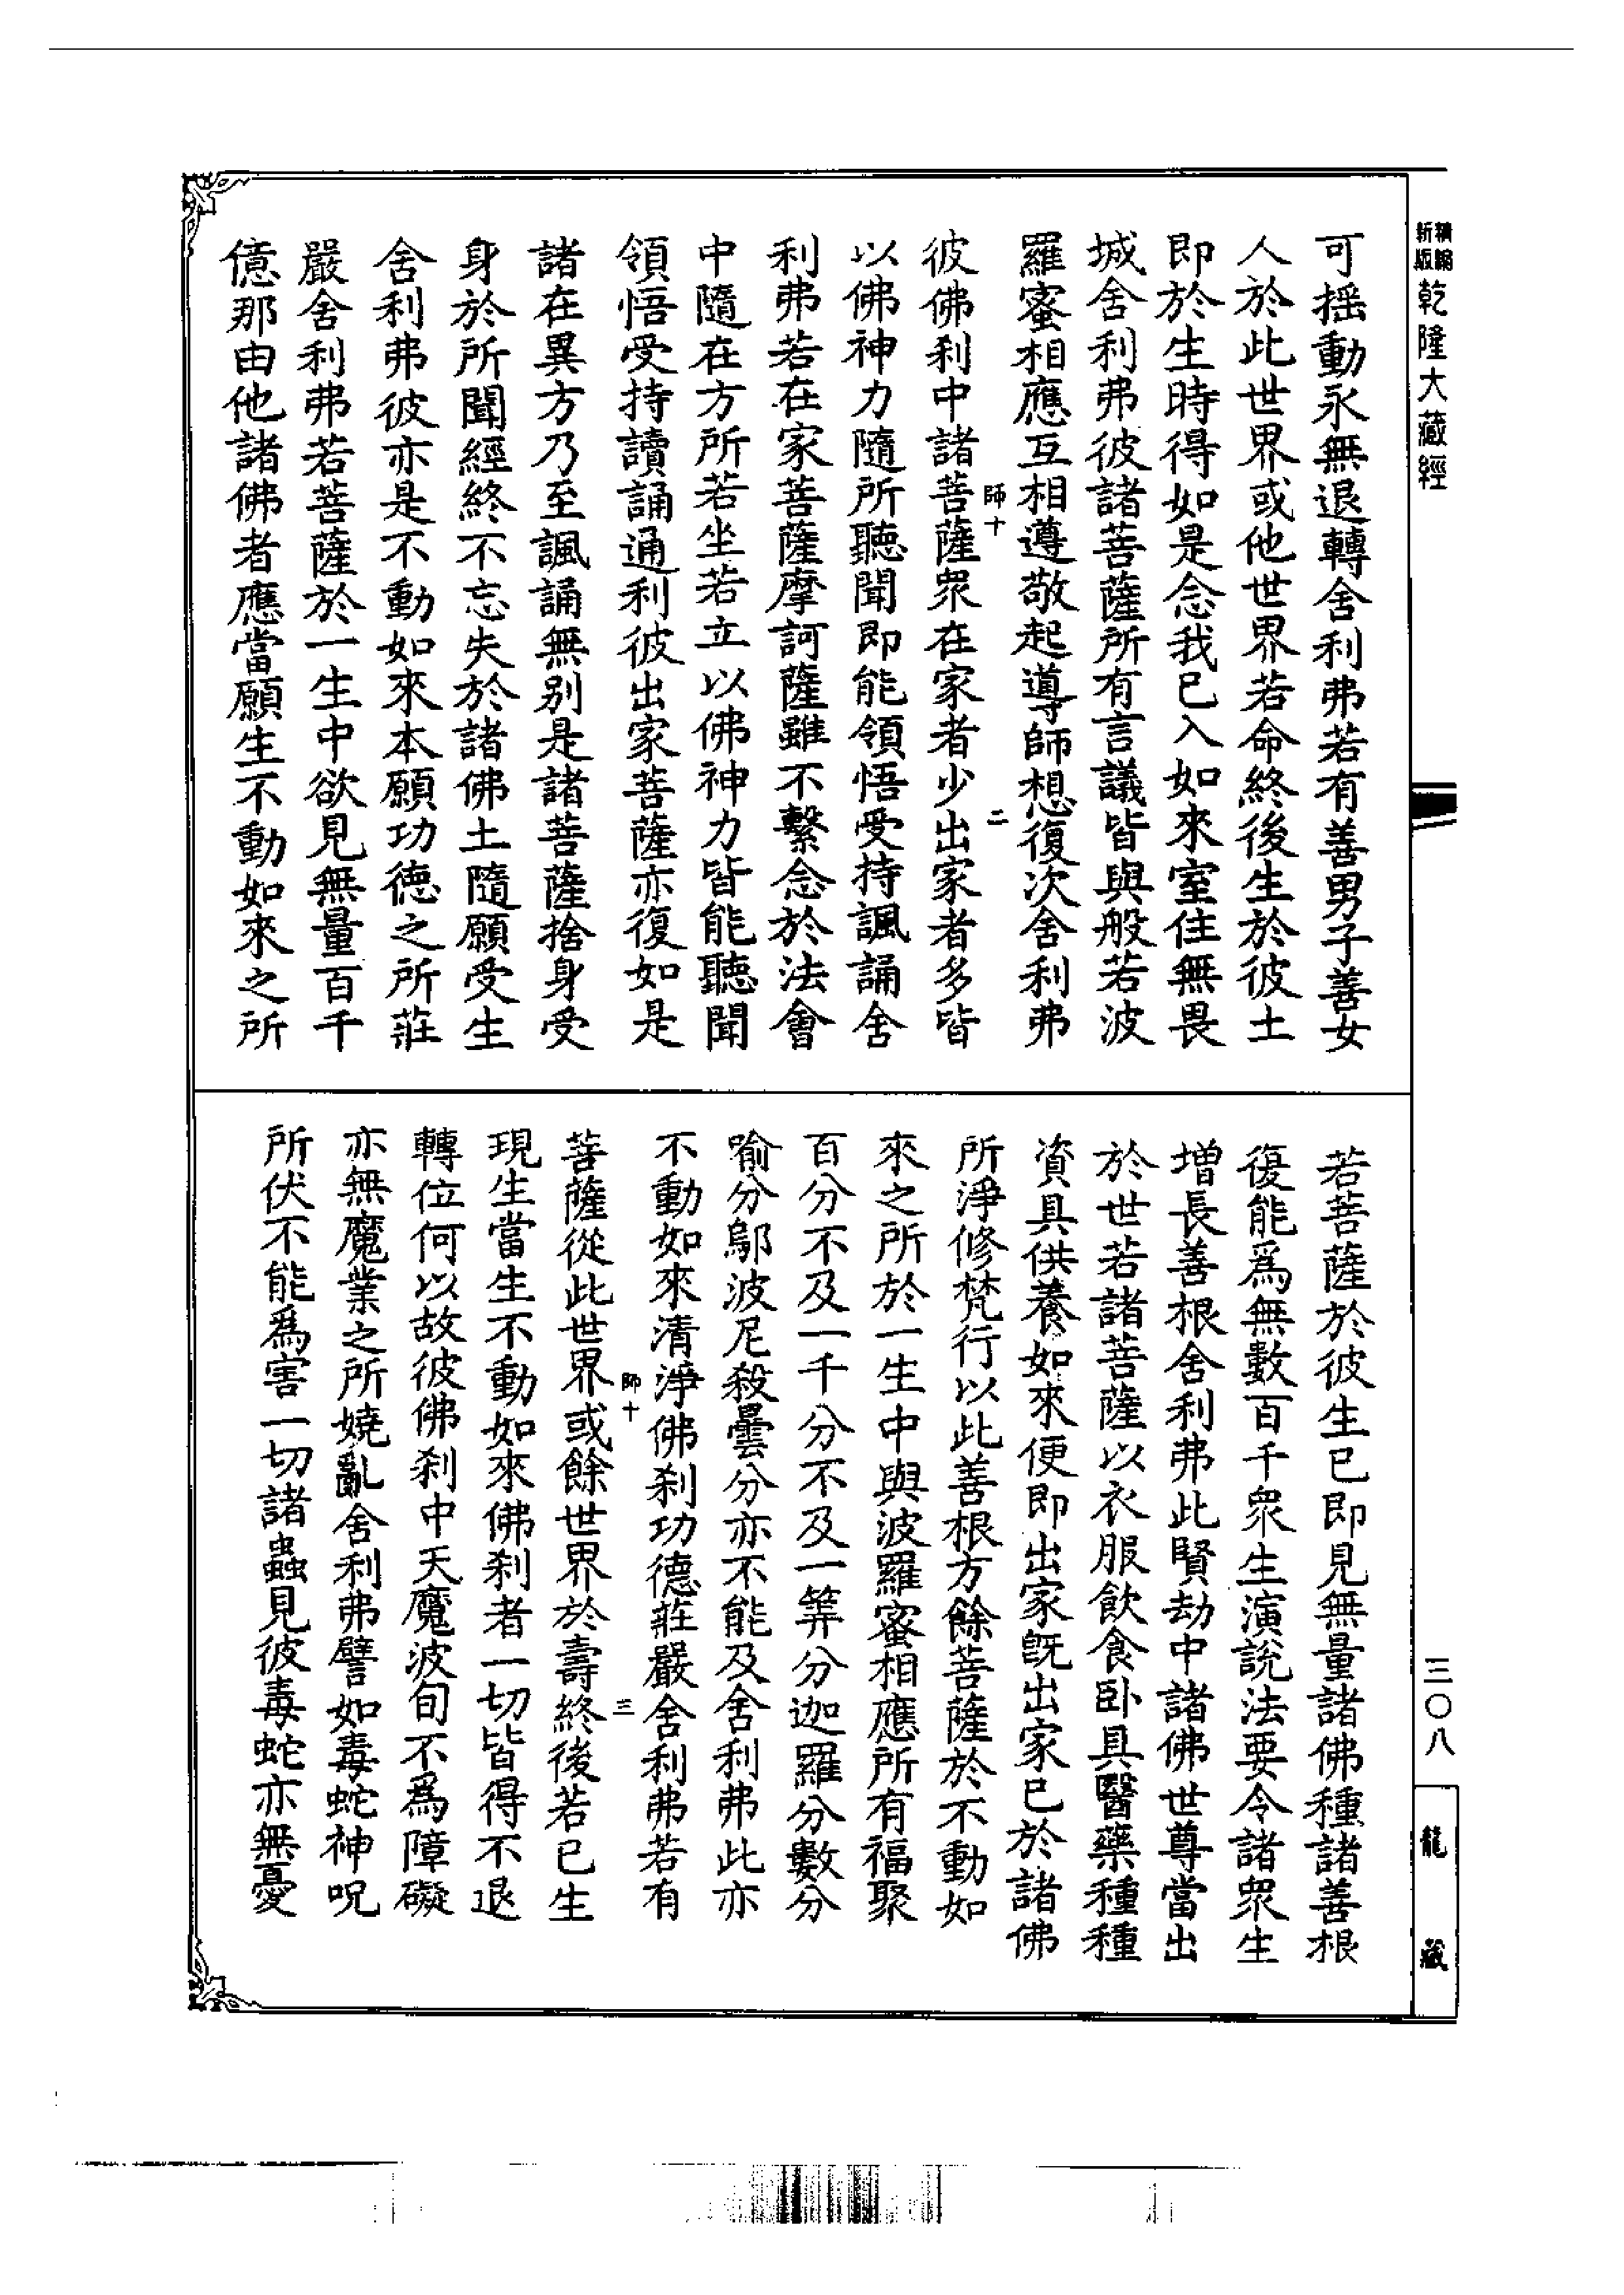 新編
新版
乾隆大藏經
可搖動永無退轉舍利弗若有善男子善女
人於此世界或他世界若命終後生於彼土
即於生時得如是念我已入如來室住無畏
城舍利弗彼諸菩薩所有言議皆與般若波
羅蜜相應互相遵敬起導師想復次舍利弗
彼佛刹中諸菩薩眾在家者少出家者多皆
師十
二
以佛神力隨所聽聞即能領悟受持諷誦舍
利弗若在家菩薩摩訶薩雖不繫念於法會
中隨在方所若坐若立以佛神力皆能聽聞
領悟受持讀誦通利彼出家菩薩亦復如是
諸在異方乃至諷誦無別是諸菩薩捨身受
身於所聞經終不忘失於諸佛土隨願受生
舍利弗彼亦是不動如來本願功德之所莊
嚴舍利弗若菩薩於一生中欲見無量百千
億那由他諸佛者應當願生不動如來之所
若菩薩於彼生已即見無量諸佛種諸善根
復能爲無數百千眾生演說法要令諸眾生
增長善根舍利弗此賢劫中諸佛世尊當出
於世若諸菩薩以衣服飲食卧具醫藥種種
資具供養如來便即出家既出家已於諸佛
所淨修梵行以此善根方餘菩薩於不動如
來之所於一生中與波羅蜜相應所有福聚
百分不及一千分不及一筭分迦羅分數分
喻分鄔波尼殺曇分亦不能及舍利弗此亦
不動如來清淨佛刹功德莊嚴舍利弗若有
師十
三
菩薩從此世界或餘世界於壽終後若已生
現生當生不動如來佛刹者一切皆得不退
轉位何以故彼佛刹中天魔波旬不爲障礙
亦無魔業之所嬈亂舍利弗譬如毒蛇神呪
所伏不能爲害一切諸蟲見彼毒蛇亦無憂
三〇八
龍藏